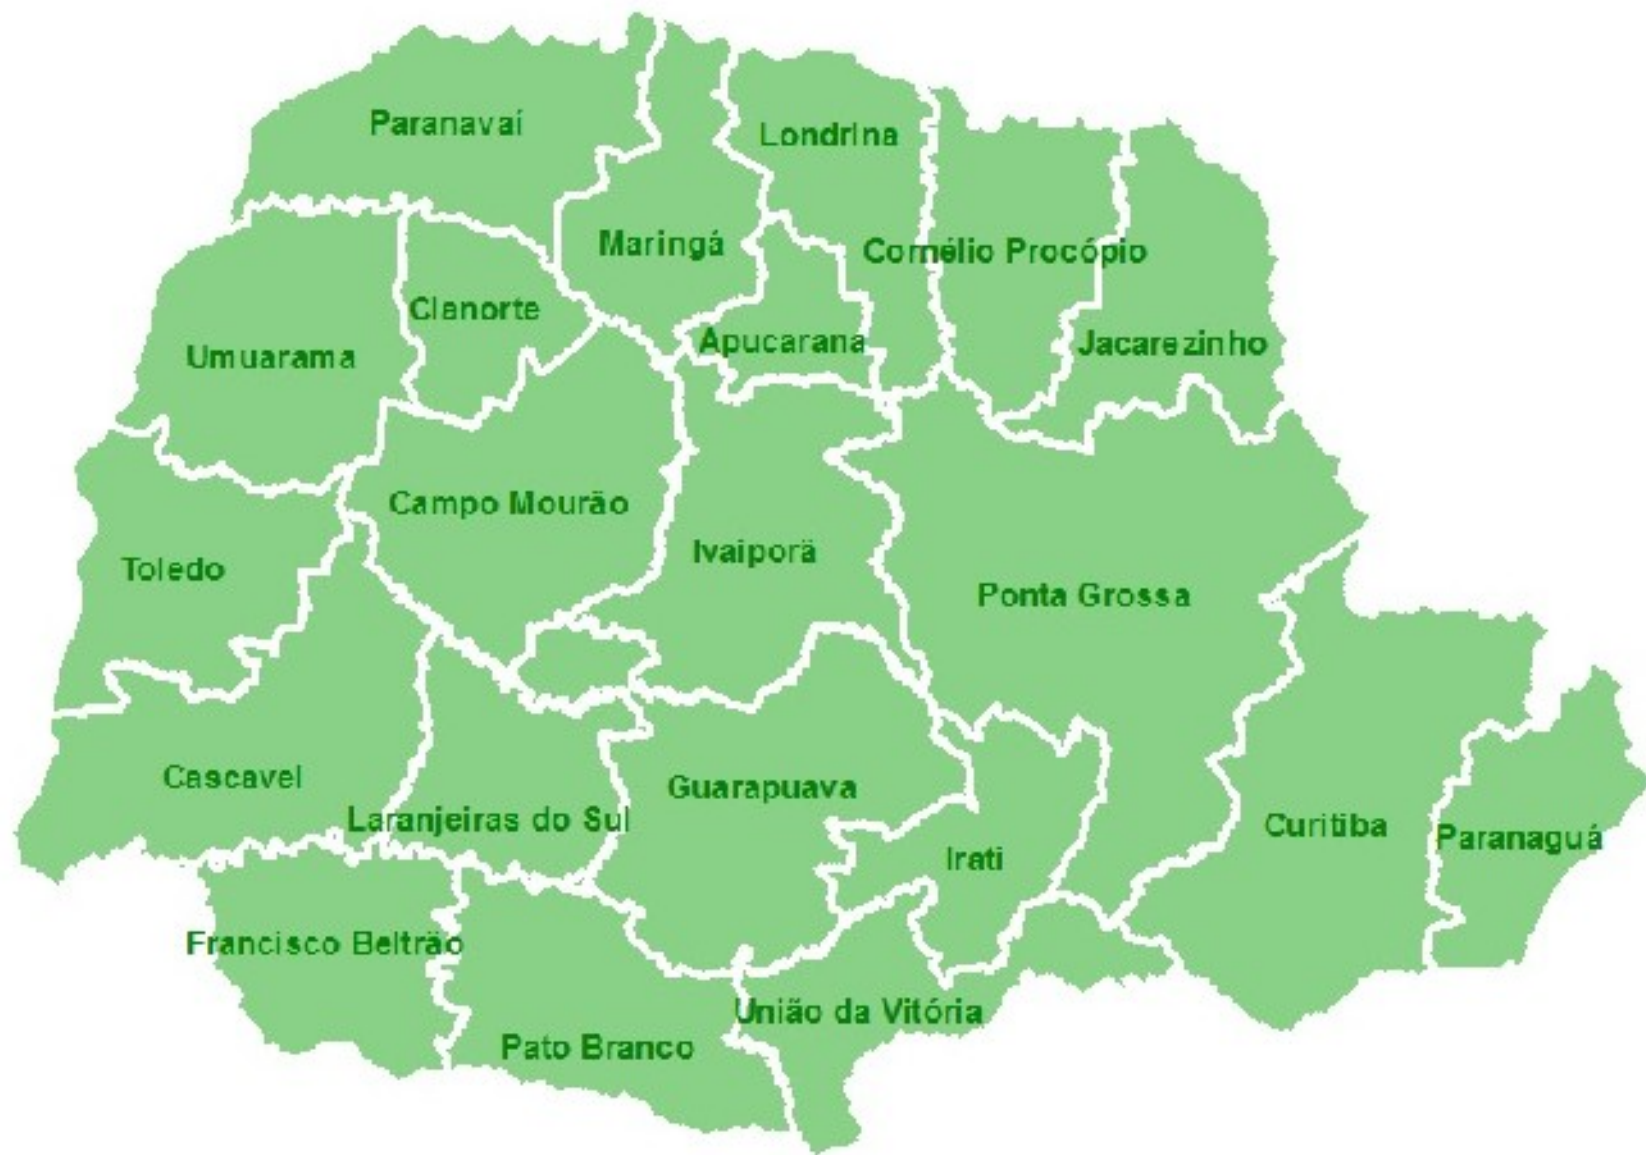 Paranavaí
Londrina
Maringá
Cornélio Procópio
Cianorte
Umuarama
Apucarana
Jacarezinho
Campo Mourão
Ivaiporã
Toledo
Ponta Grossa
Cascavel
Guarapuava
Laranjeiras do Sul
Curitiba
Paranaguá
Irati
Francisco Beltrão
União da Vitória
Pato Branco